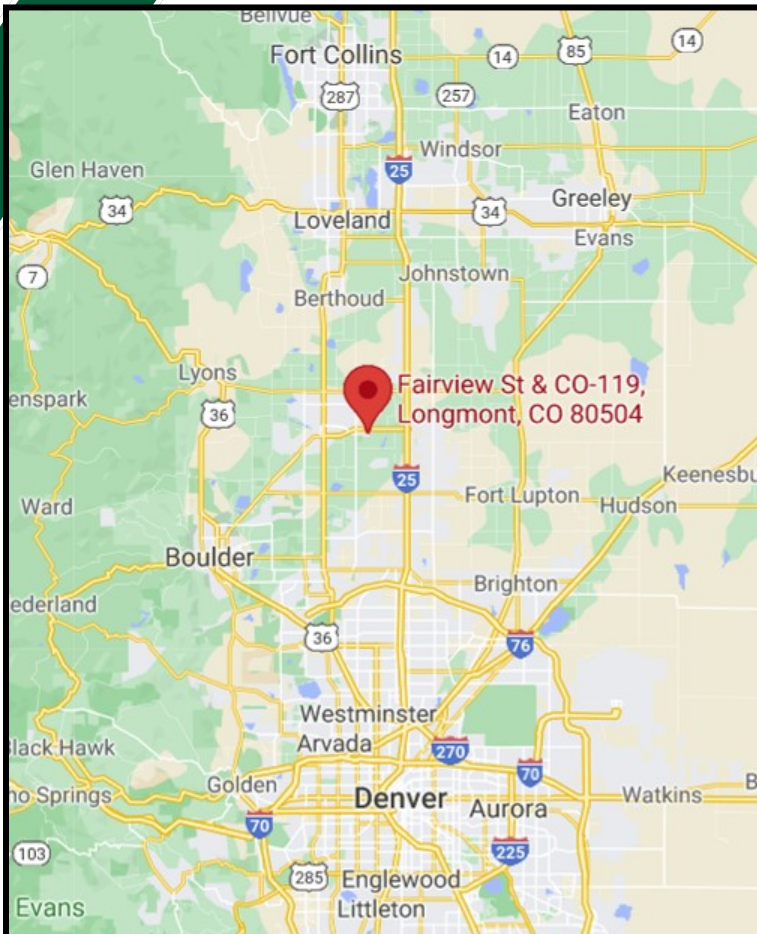 Bellvue
Fort Collins
14
85
14
287
257
Eaton
Windsor
Glen Haven
25
34
Loveland
34
Greeley
Evans
7
Johnstown
Berthoud
Lyons
Fairview St & CO-119,
Longmont, CO 80504
enspark
36
25
Keenesbu
Fort Lupton
Hudson
Ward
Boulder
Brighton
ederland
36
76
Westminster
Black Hawk
Arvada
270
70
Golden
no Springs
Denver
Aurora
Watkins
B
70
103
225
285
Englewood
Evans
Littleton